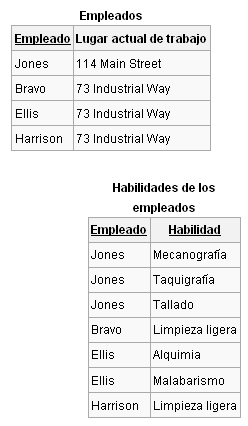 Empleados
Empleado Lugar actual de trabajo
Jones 114 Main Street
Bravo 73 Industrial Way
Ellis 73 Industrial Way
Harrison 73 Industrial Way
Habilidades de los
empleados
Empleado Habilidad
Jones Mecanografía
Jones Taquigrafía
Jones Tallado
Bravo Limpieza ligera
Ellis Alquimia
Ellis Malabarismo
Harrison Limpieza ligera